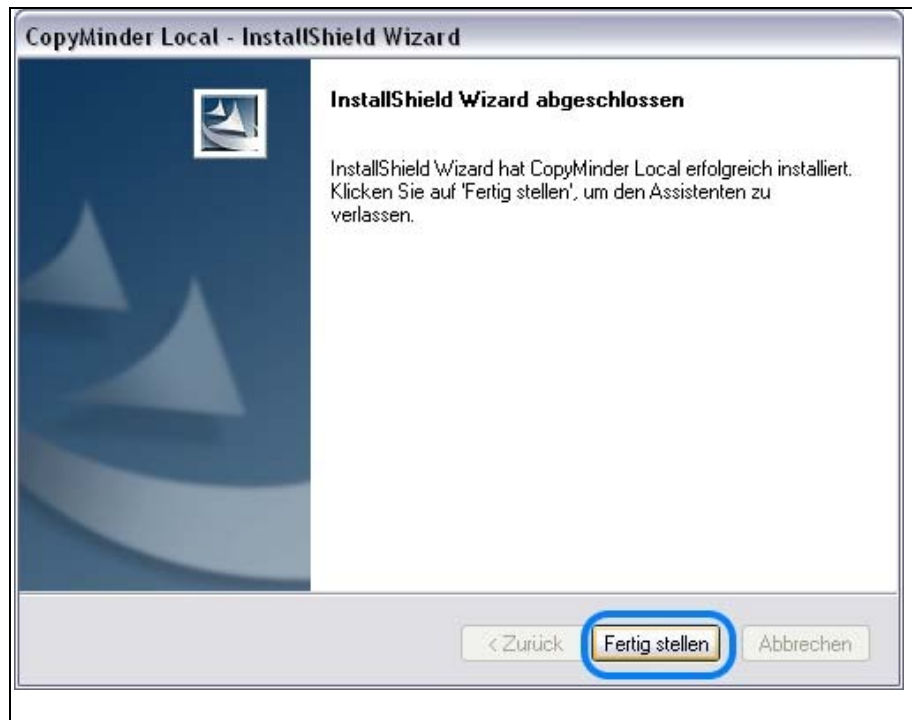 CopyMinder Local - InstallShield Wizard
InstallShield Wizard abgeschlossen
InstallShield Wizard hat CopyMinder Local erfolgreich installiert.
Klicken Sie auf 'Fertig stellen', um den Assistenten zu
verlassen.
< Zurück Fertig stellen Abbrechen